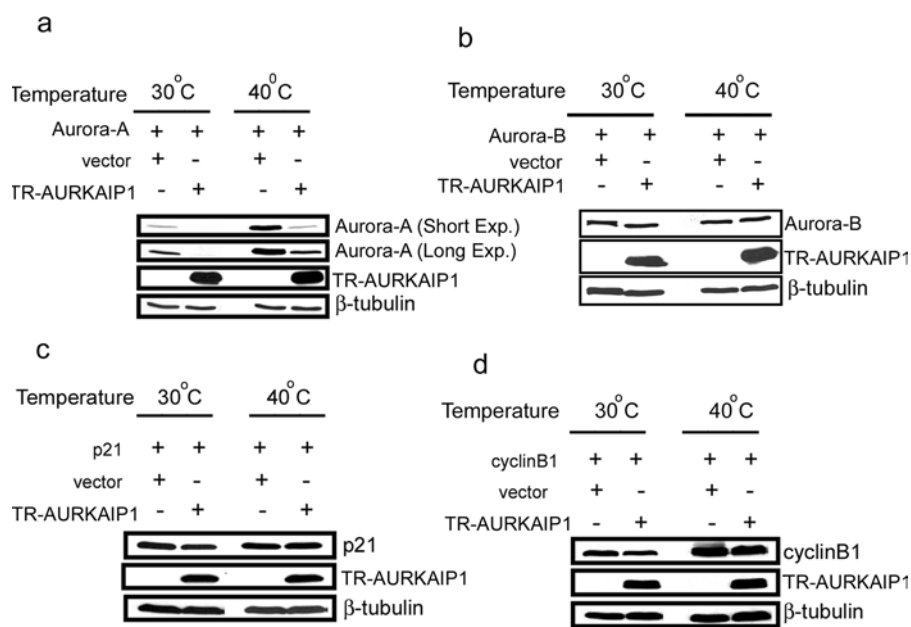 a
Temperature 30°C 40°C
Aurora-A + + + +
vector + - + -
TR-AURKAIP1 - + - +
Aurora-A (Short Exp.)
Aurora-A (Long Exp.)
TR-AURKAIP1
β-tubulin
b
Temperature 30°C 40°C
Aurora-B + + + +
vector + - + -
TR-AURKAIP1 - + - +
Aurora-B
TR-AURKAIP1
β-tubulin
c
Temperature 30°C 40°C
p21 + + + +
vector + - + -
TR-AURKAIP1 - + - +
p21
TR-AURKAIP1
β-tubulin
d
Temperature 30°C 40°C
cyclinB1 + + + +
vector + - + -
TR-AURKAIP1 - + - +
cyclinB1
TR-AURKAIP1
β-tubulin